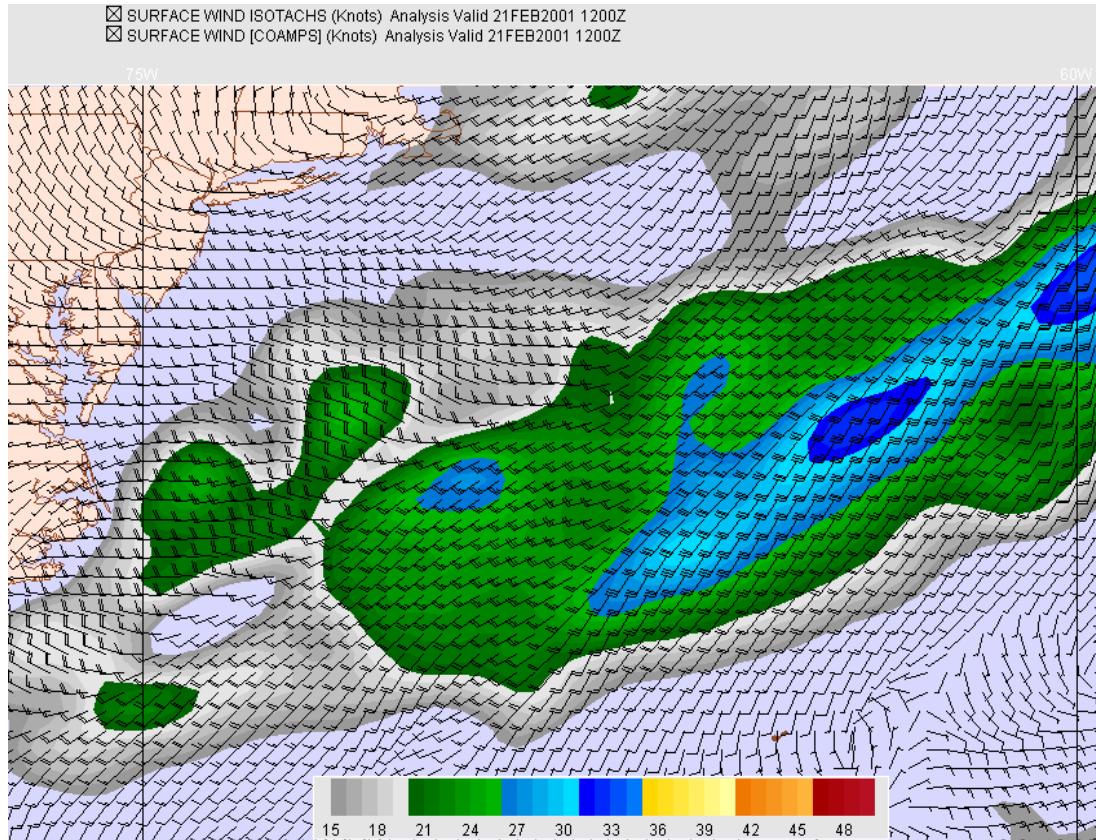 SURFACE WIND ISOTACHS (Knots) Analysis Valid 21FEB2001 1200Z
SURFACE WIND [COAMPS] (Knots) Analysis Valid 21FEB2001 1200Z
75W 60W
15 18 21 24 27 30 33 36 39 42 45 48